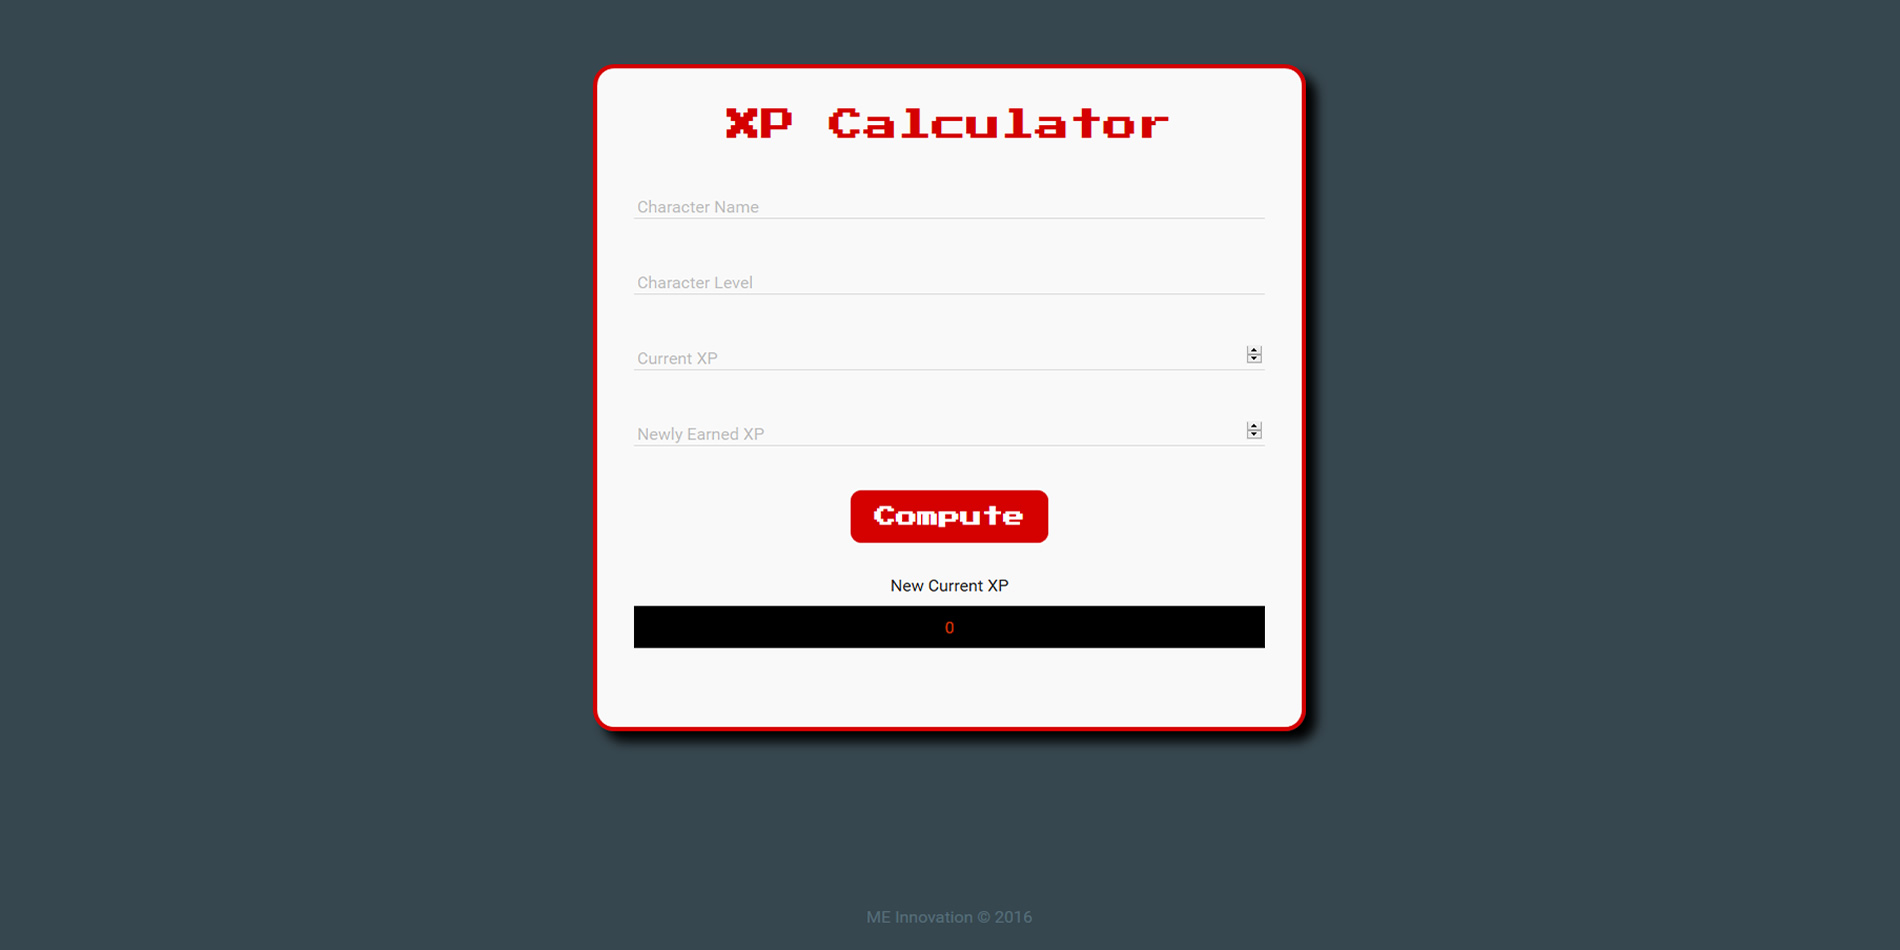 XP Calculator
Character Name
Character Level
Current XP
Newly Earned XP
Compute
New Current XP
0
ME Innovation © 2016